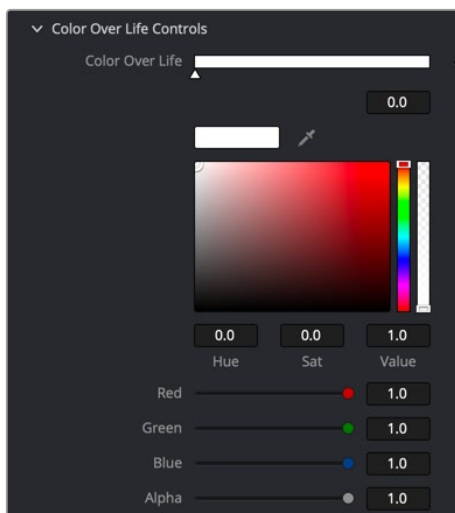 Color Over Life Controls
Color Over Life
0.0
0.0 0.0 1.0
Hue Sat Value
Red 1.0
Green 1.0
Blue 1.0
Alpha 1.0